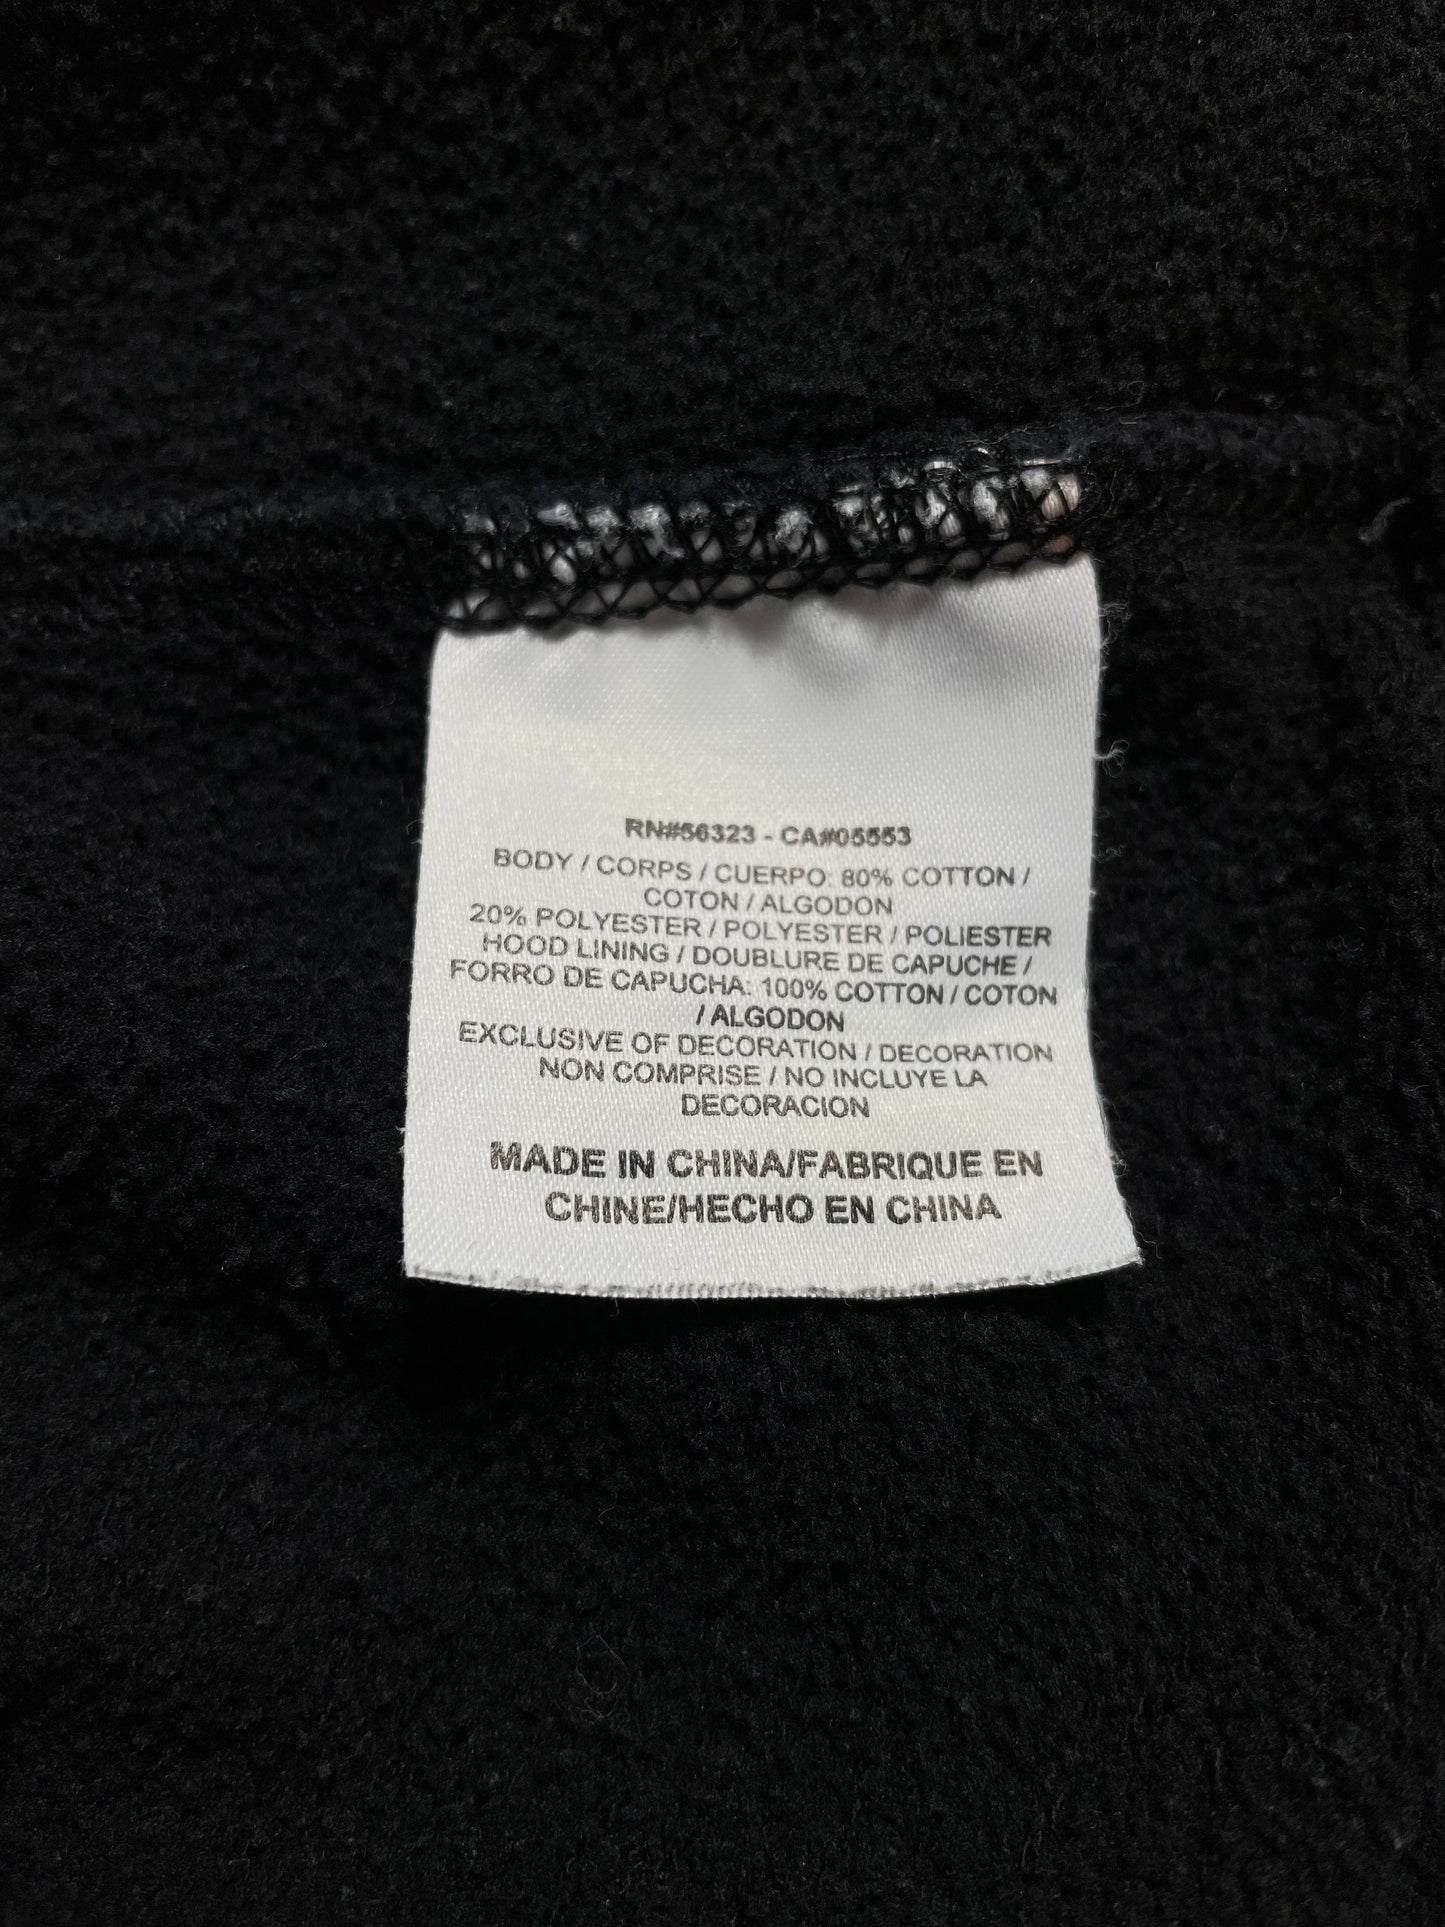 RN#56323 - CA#05553
BODY / CORPS / CUERPO: 80% COTTON /
COTON / ALGODON
20% POLYESTER / POLYESTER / POLIESTER
HOOD LINING / DOUBLURE DE CAPUCHE /
FORRO DE CAPUCHA: 100% COTTON / COTON
/ ALGODON
EXCLUSIVE OF DECORATION / DECORATION
NON COMPRISE / NO INCLUYE LA
DECORACION
MADE IN CHINA/FABRIQUE EN
CHINE/HECHO EN CHINA